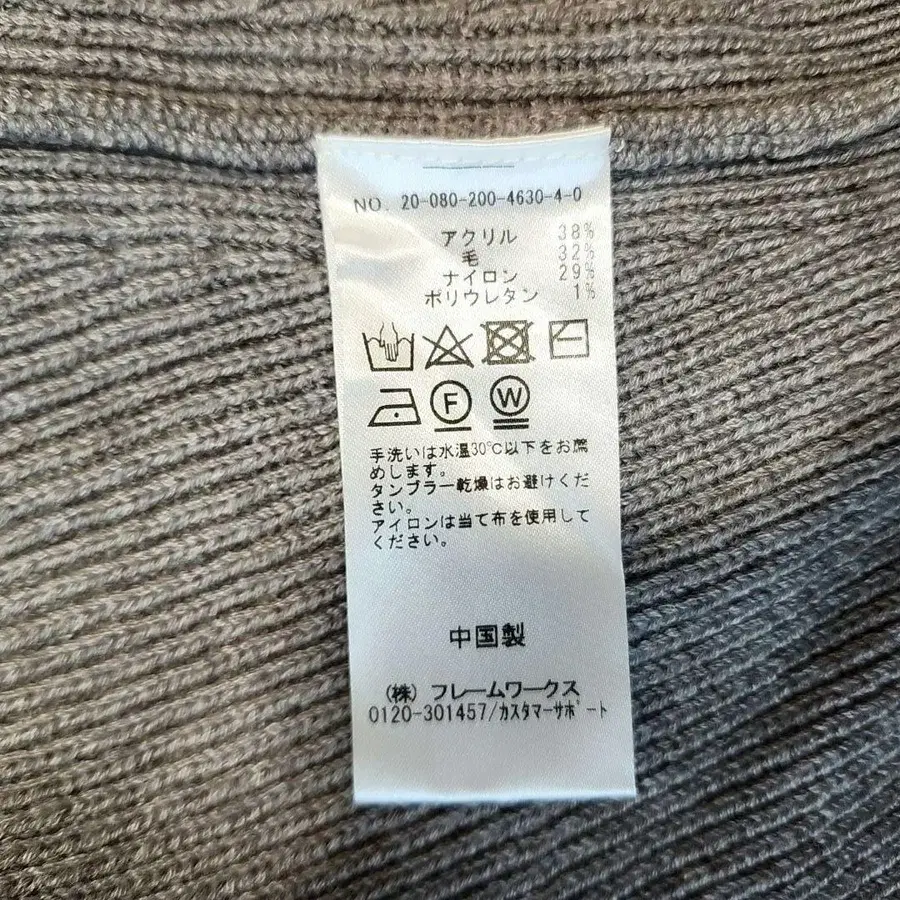 NO. 20-080-200-4630-4-0
アクリル 38%
毛 32%
ナイロン 29%
ポリウレタン 1%
F W
手洗いは水温30℃以下をお薦
めします。
タンブラー乾燥はお避けくだ
さい。
アイロンは当て布を使用して
ください。
中国製
(株) フレームワークス
0120-301457/カスタマーサポート